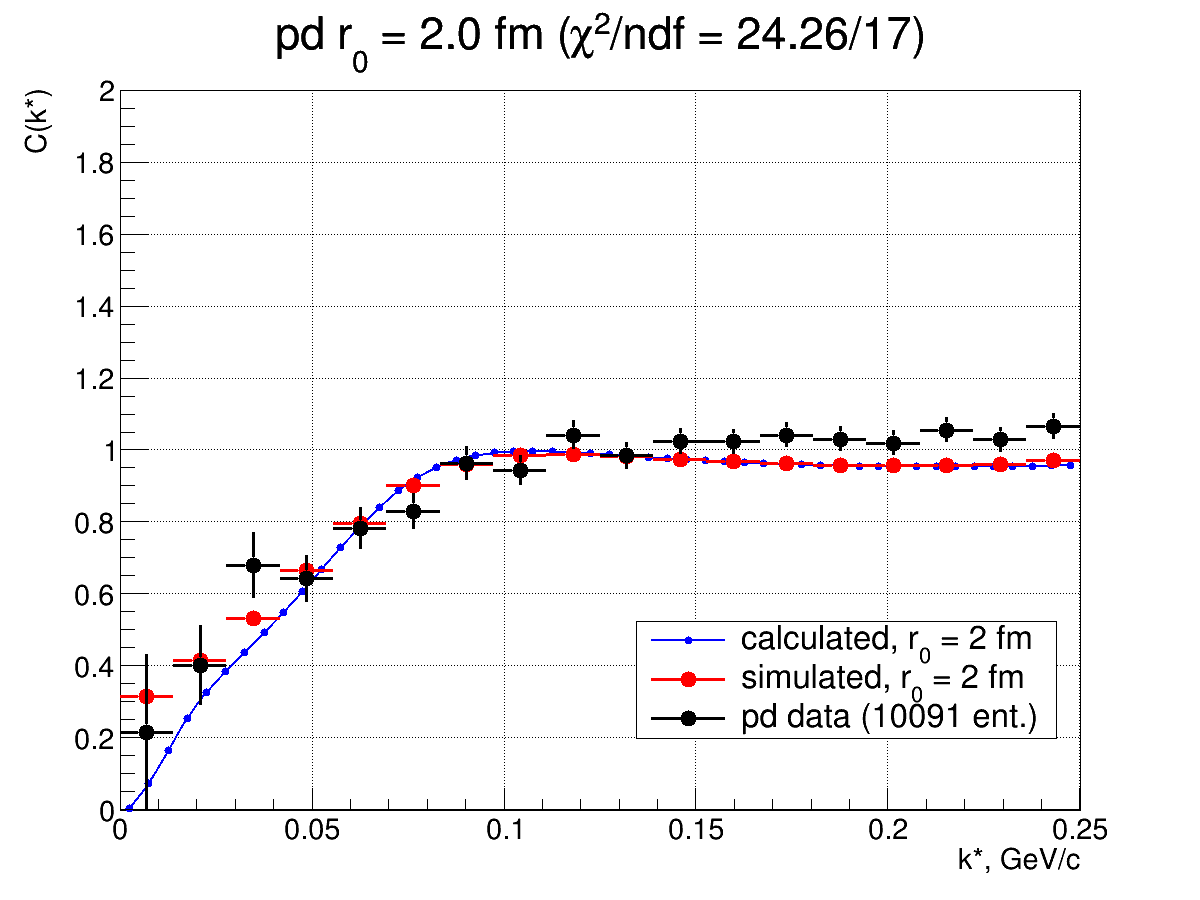 pd r₀ = 2.0 fm (χ²/ndf = 24.26/17)
C(k*)
2
1.8
1.6
1.4
1.2
1
0.8
0.6
0.4
0.2
0
0 0.05 0.1 0.15 0.2 0.25
k*, GeV/c
calculated, r₀ = 2 fm
simulated, r₀ = 2 fm
pd data (10091 ent.)